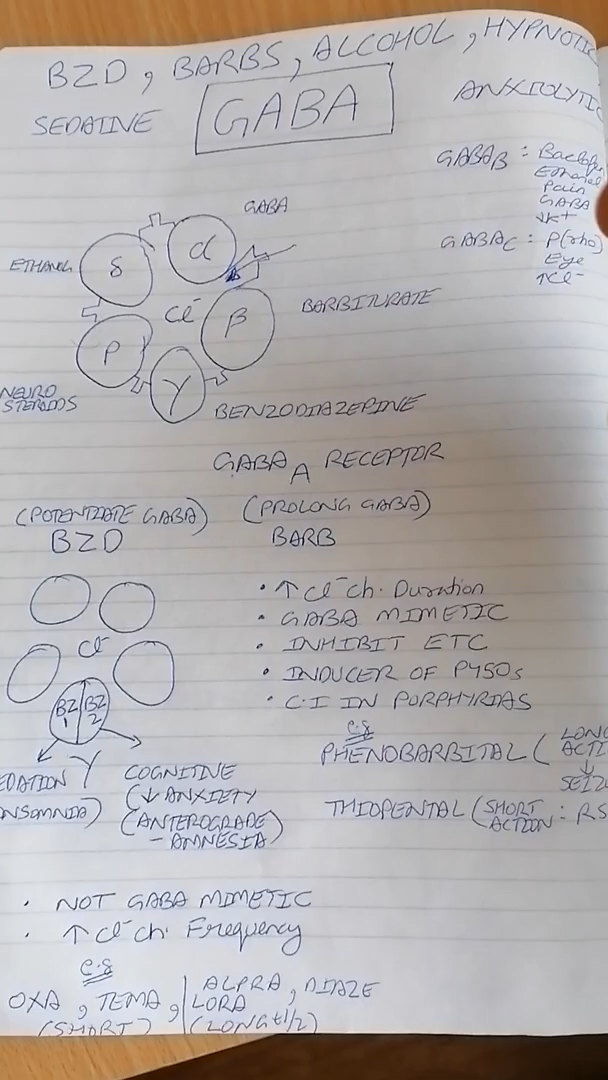 BZD, BARBS, ALCOHOL, HYPNOTIC
SEDATIVE GABA ANXIOLYTIC
GABAB : Baclofen
Ethanol
Pain
GABA
↓K+
GABAC : P(rho)
Eye
↑Cl-
GABA
α
ETHANOL δ
Cl- β BARBITURATE
ρ
NEURO
STEROIDS
γ BENZODIAZEPINE
GABA A RECEPTOR
(POTENTIATE GABA) (PROLONG GABA)
BZD BARB
Cl-
BZ1 BZ2
γ
• ↑ Cl- ch. Duration
• GABA MIMETIC
• INHIBIT ETC
• INDUCER OF P450s
• C.I IN PORPHYRIAS
e.g
PHENOBARBITAL (LONG
ACTI
↓
SEIZ
THIOPENTAL (SHORT
ACTION : RS
EDATION
INSOMNIA)
COGNITIVE
(↓ ANXIETY
(ANTEROGRADE)
- AMNESIA)
• NOT GABA MIMETIC
• ↑ Cl- ch. Frequency
e.g
OXA, TEMA, | ALPRA, DIAZE
LORA
(SHORT) (LONG t1/2)